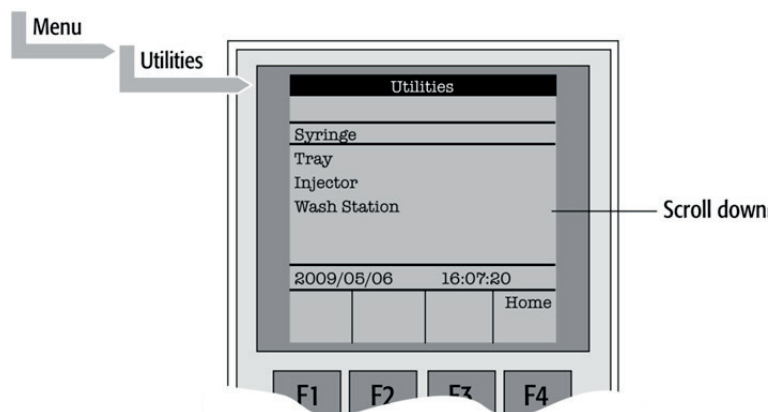 Menu
Utilities
Utilities
Syringe
Tray
Injector
Wash Station
Scroll down
2009/05/06 16:07:20
Home
F1 F2 F3 F4